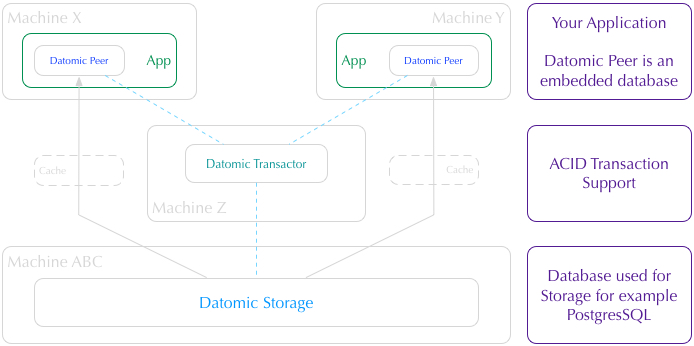 Machine X
Datomic Peer
App
Machine Y
App
Datomic Peer
Your Application
Datomic Peer is an
embedded database
Cache
Datomic Transactor
Machine Z
Cache
ACID Transaction
Support
Machine ABC
Datomic Storage
Database used for
Storage for example
PostgresSQL